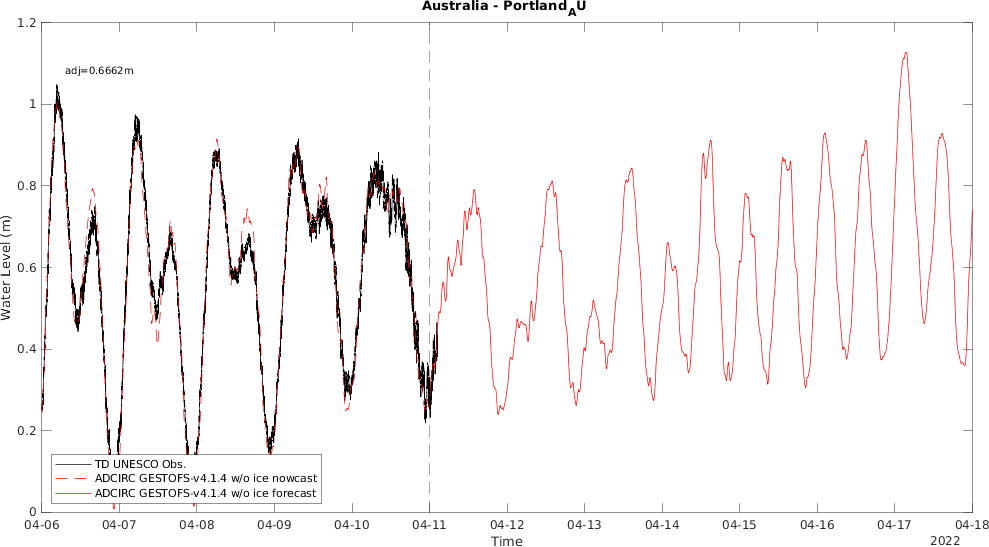 Australia - Portland_AU
1.2
adj=0.6662m
1
0.8
0.6
0.4
0.2
0
Water Level (m)
TD UNESCO Obs.
ADCIRC GESTOFS-v4.1.4 w/o ice nowcast
ADCIRC GESTOFS-v4.1.4 w/o ice forecast
04-06 04-07 04-08 04-09 04-10 04-11 04-12 04-13 04-14 04-15 04-16 04-17 04-18
Time
2022